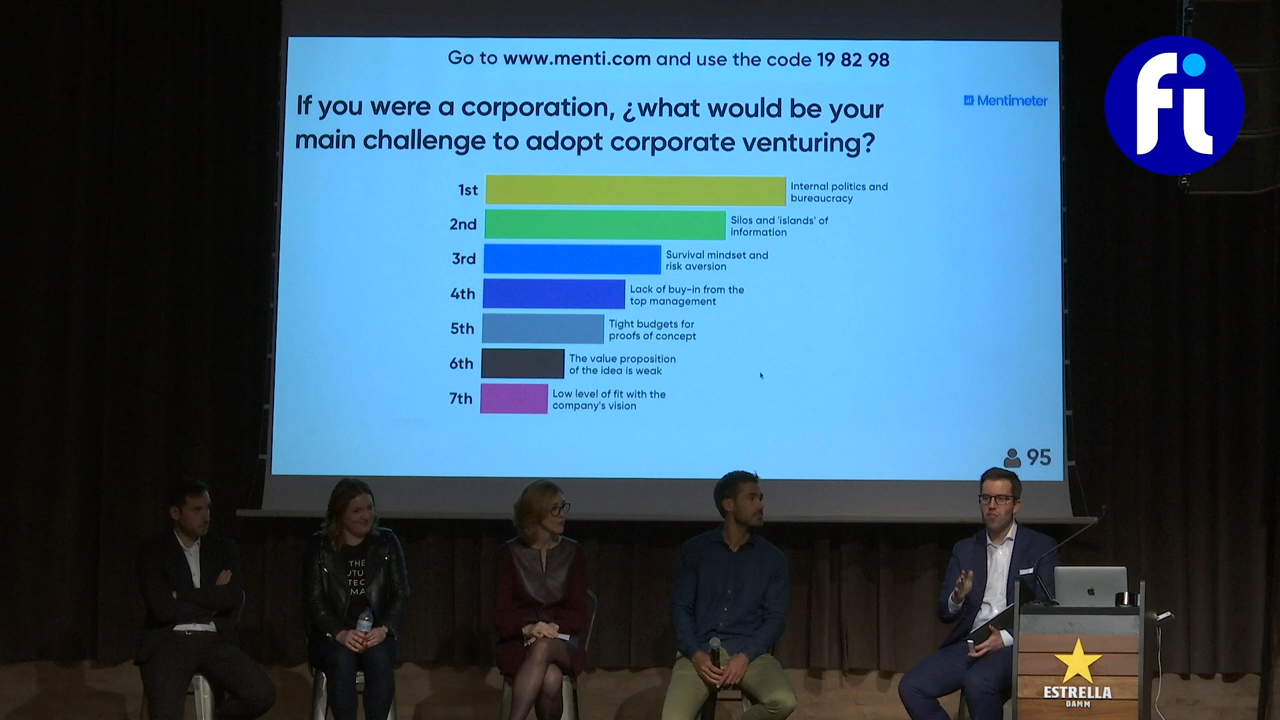 Go to www.menti.com and use the code 19 82 98
fi
If you were a corporation, ¿what would be your
main challenge to adopt corporate venturing?
Mentimeter
1st
Internal politics and
bureaucracy
2nd
Silos and 'islands' of
information
3rd
Survival mindset and
risk aversion
4th
Lack of buy-in from the
top management
5th
Tight budgets for
proofs of concept
6th
The value proposition
of the idea is weak
7th
Low level of fit with the
company's vision
95
THE
ESTRELLA
DAMM